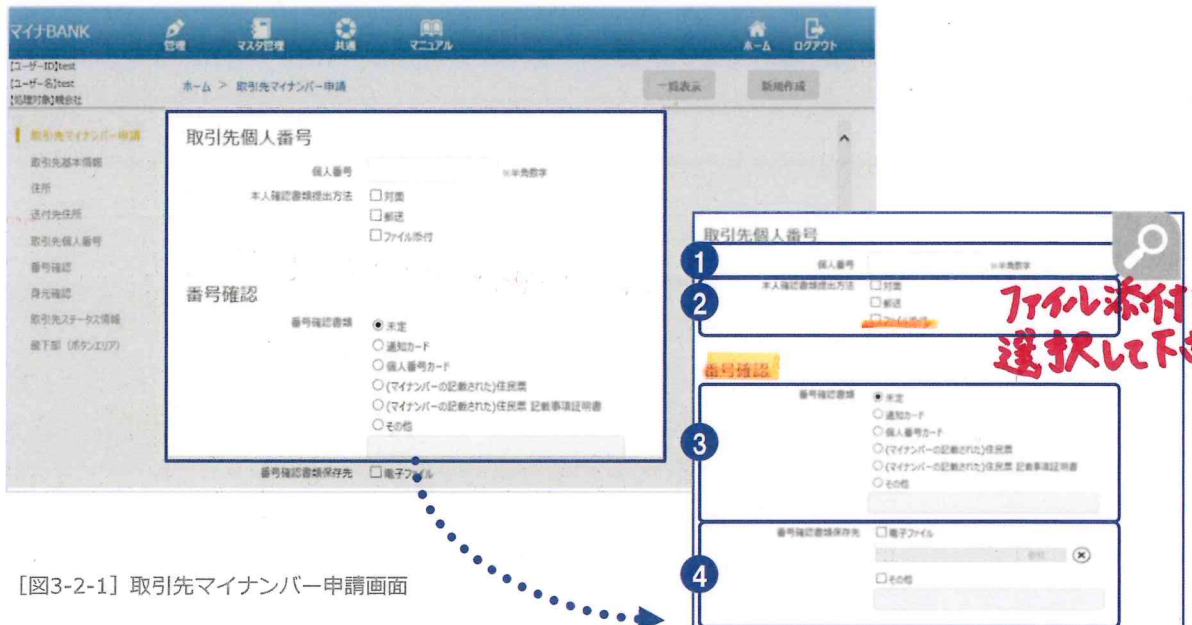 マイナBANK
管理
マスタ管理
共通
マニュアル
ホーム
ログアウト
【ユーザーID】test
【ユーザー名】test
【処理対象】親会社
ホーム > 取引先マイナンバー申請
一覧表示
新規作成
取引先マイナンバー申請
取引先基本情報
住所
送付先住所
取引先個人番号
番号確認
身元確認
取引先ステータス情報
最下部（ボタンエリア）
取引先個人番号
個人番号
※半角数字
本人確認書類提出方法
対面
郵送
ファイル添付
番号確認
番号確認書類
未定
通知カード
個人番号カード
(マイナンバーの記載された)住民票
(マイナンバーの記載された)住民票 記載事項証明書
その他
番号確認書類保存先
電子ファイル
取引先個人番号
1
個人番号
※半角数字
2
本人確認書類提出方法
対面
郵送
ファイル添付
ファイル添付
選択して下さ
番号確認
3
番号確認書類
未定
通知カード
個人番号カード
(マイナンバーの記載された)住民票
(マイナンバーの記載された)住民票 記載事項証明書
その他
4
番号確認書類保存先
電子ファイル
参照
その他
[図3-2-1] 取引先マイナンバー申請画面